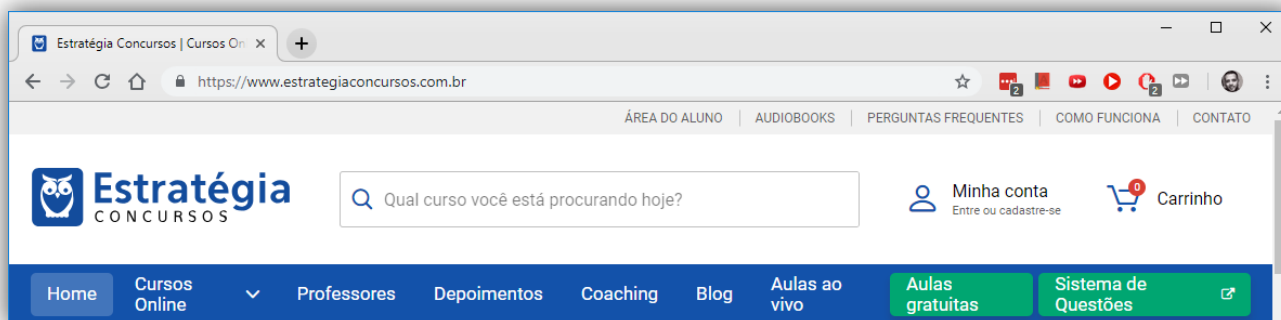 Estratégia Concursos | Cursos On
https://www.estrategiaconcursos.com.br
2
2
ÁREA DO ALUNO | AUDIOBOOKS | PERGUNTAS FREQUENTES | COMO FUNCIONA | CONTATO
Estratégia
CONCURSOS
Qual curso você está procurando hoje?
Minha conta
Entre ou cadastre-se
0
Carrinho
Home
Cursos
Online
Professores
Depoimentos
Coaching
Blog
Aulas ao
vivo
Aulas
gratuitas
Sistema de
Questões